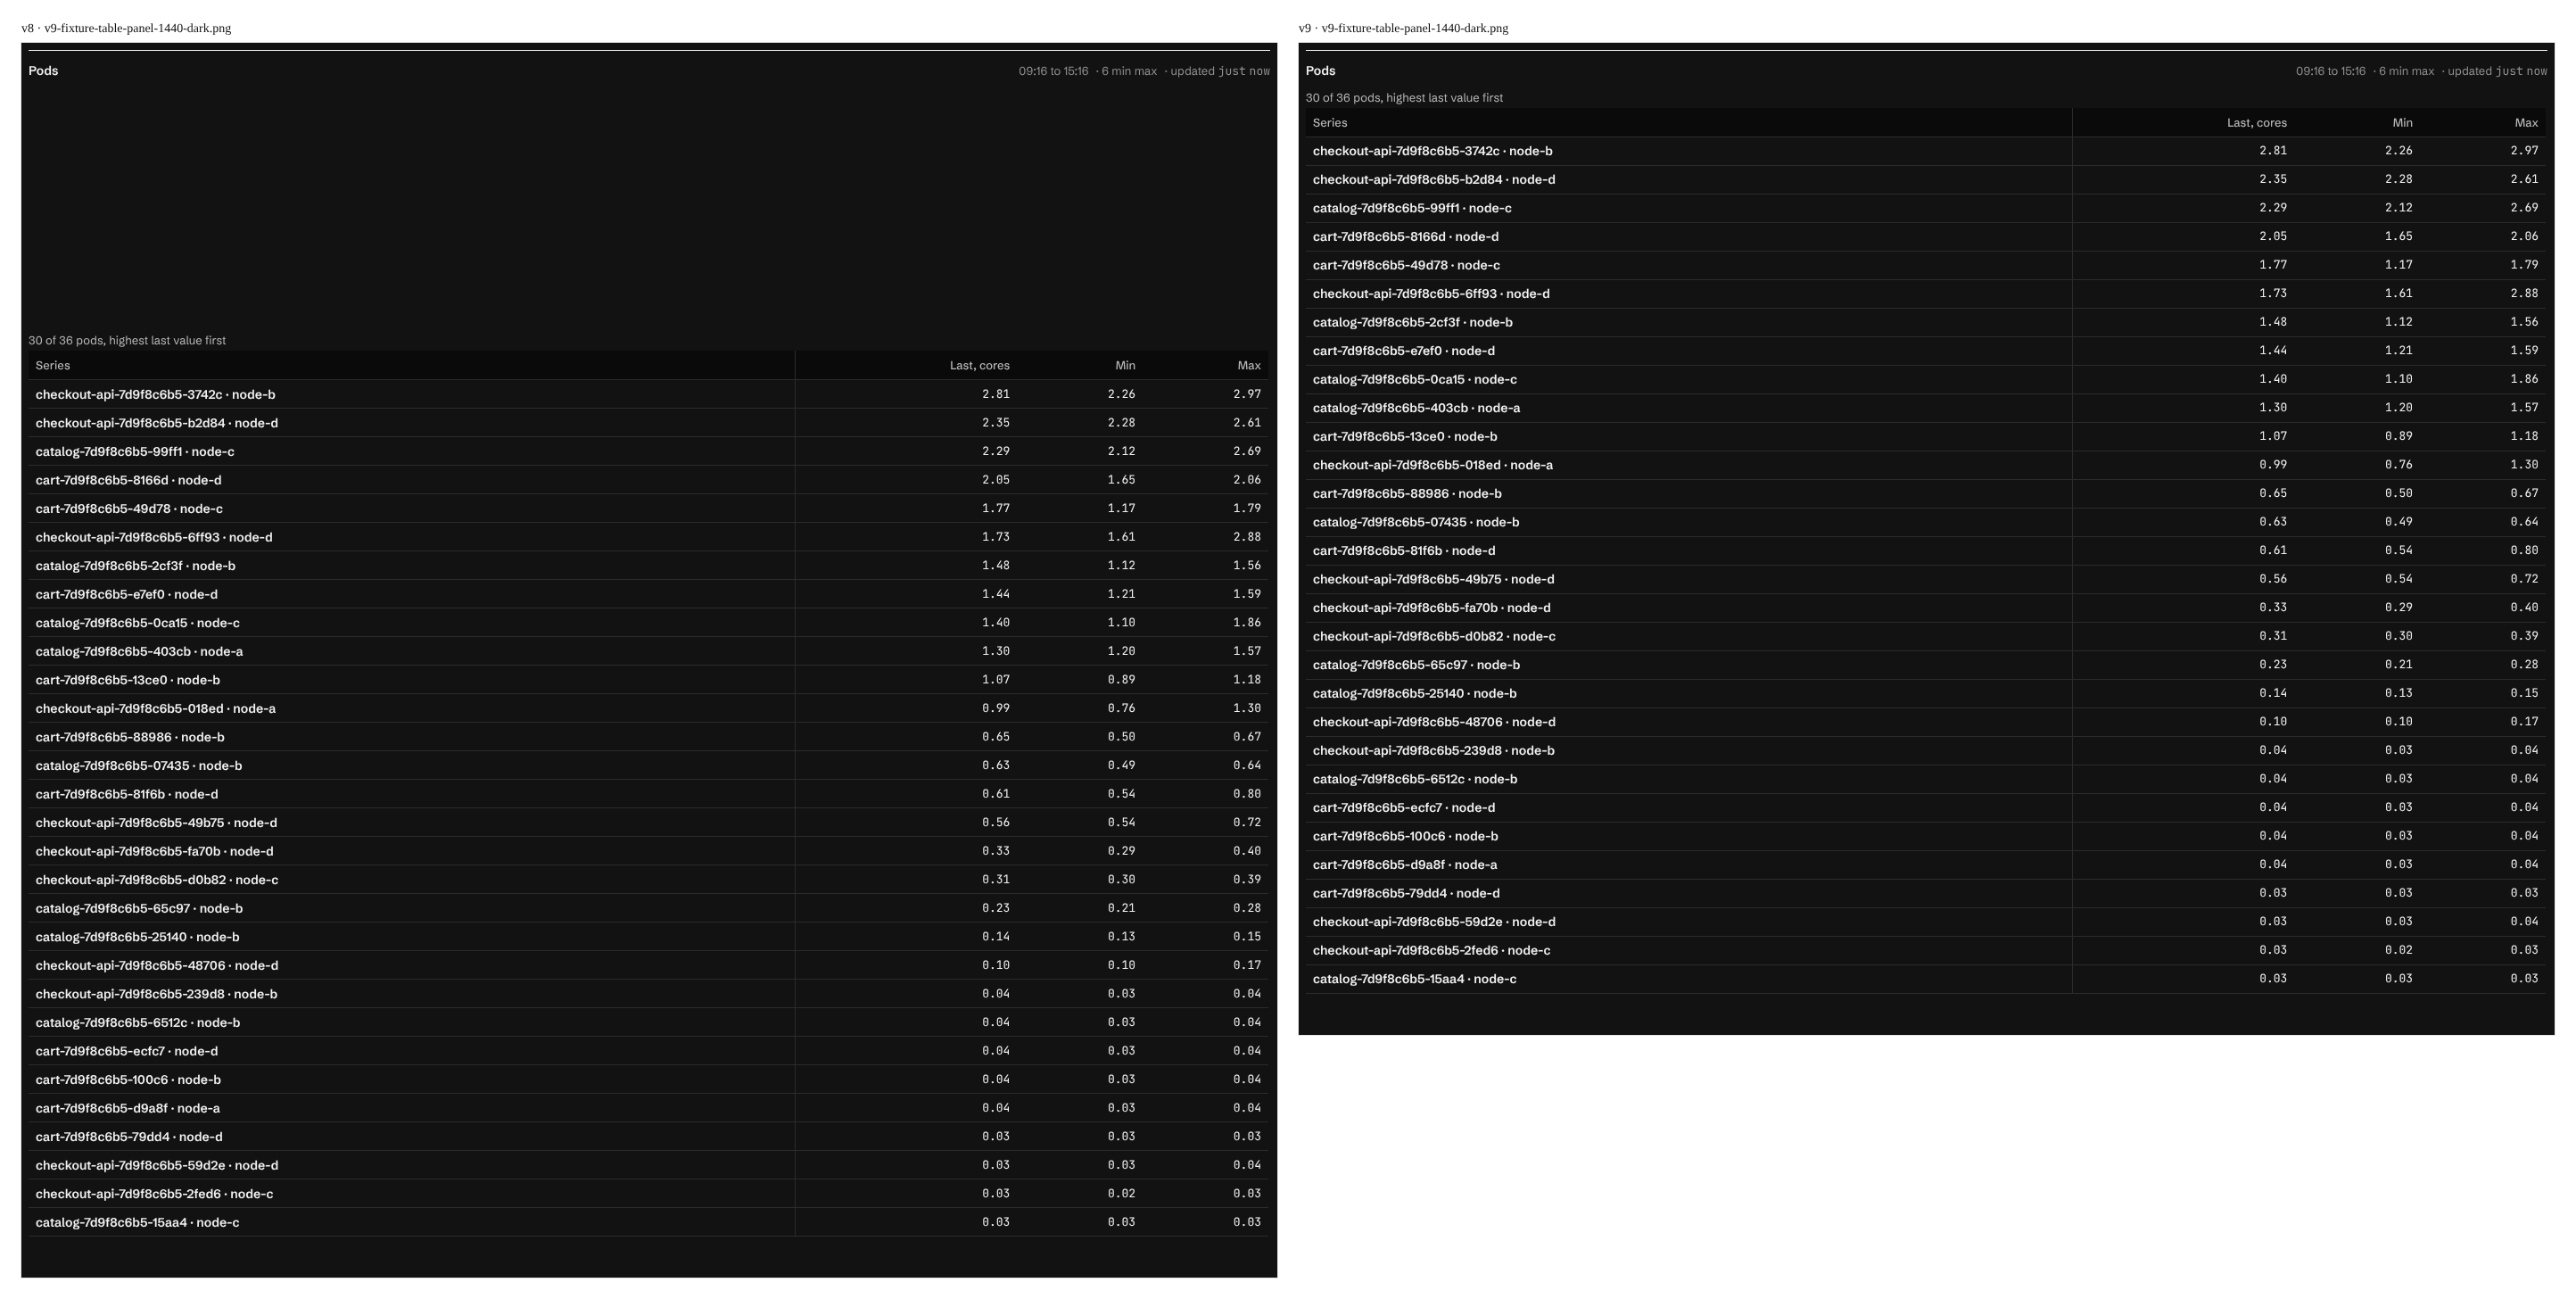 v8 · v9-fixture-table-panel-1440-dark.png
Pods 09:16 to 15:16 · 6 min max · updated just now
30 of 36 pods, highest last value first
Series Last, cores Min Max
checkout-api-7d9f8c6b5-3742c · node-b 2.81 2.26 2.97
checkout-api-7d9f8c6b5-b2d84 · node-d 2.35 2.28 2.61
catalog-7d9f8c6b5-99ff1 · node-c 2.29 2.12 2.69
cart-7d9f8c6b5-8166d · node-d 2.05 1.65 2.06
cart-7d9f8c6b5-49d78 · node-c 1.77 1.17 1.79
checkout-api-7d9f8c6b5-6ff93 · node-d 1.73 1.61 2.88
catalog-7d9f8c6b5-2cf3f · node-b 1.48 1.12 1.56
cart-7d9f8c6b5-e7ef0 · node-d 1.44 1.21 1.59
catalog-7d9f8c6b5-0ca15 · node-c 1.40 1.10 1.86
catalog-7d9f8c6b5-403cb · node-a 1.30 1.20 1.57
cart-7d9f8c6b5-13ce0 · node-b 1.07 0.89 1.18
checkout-api-7d9f8c6b5-018ed · node-a 0.99 0.76 1.30
cart-7d9f8c6b5-88986 · node-b 0.65 0.50 0.67
catalog-7d9f8c6b5-07435 · node-b 0.63 0.49 0.64
cart-7d9f8c6b5-81f6b · node-d 0.61 0.54 0.80
checkout-api-7d9f8c6b5-49b75 · node-d 0.56 0.54 0.72
checkout-api-7d9f8c6b5-fa70b · node-d 0.33 0.29 0.40
checkout-api-7d9f8c6b5-d0b82 · node-c 0.31 0.30 0.39
catalog-7d9f8c6b5-65c97 · node-b 0.23 0.21 0.28
catalog-7d9f8c6b5-25140 · node-b 0.14 0.13 0.15
checkout-api-7d9f8c6b5-48706 · node-d 0.10 0.10 0.17
checkout-api-7d9f8c6b5-239d8 · node-b 0.04 0.03 0.04
catalog-7d9f8c6b5-6512c · node-b 0.04 0.03 0.04
cart-7d9f8c6b5-ecfc7 · node-d 0.04 0.03 0.04
cart-7d9f8c6b5-100c6 · node-b 0.04 0.03 0.04
cart-7d9f8c6b5-d9a8f · node-a 0.04 0.03 0.04
cart-7d9f8c6b5-79dd4 · node-d 0.03 0.03 0.03
checkout-api-7d9f8c6b5-59d2e · node-d 0.03 0.03 0.04
checkout-api-7d9f8c6b5-2fed6 · node-c 0.03 0.02 0.03
catalog-7d9f8c6b5-15aa4 · node-c 0.03 0.03 0.03
v9 · v9-fixture-table-panel-1440-dark.png
Pods 09:16 to 15:16 · 6 min max · updated just now
30 of 36 pods, highest last value first
Series Last, cores Min Max
checkout-api-7d9f8c6b5-3742c · node-b 2.81 2.26 2.97
checkout-api-7d9f8c6b5-b2d84 · node-d 2.35 2.28 2.61
catalog-7d9f8c6b5-99ff1 · node-c 2.29 2.12 2.69
cart-7d9f8c6b5-8166d · node-d 2.05 1.65 2.06
cart-7d9f8c6b5-49d78 · node-c 1.77 1.17 1.79
checkout-api-7d9f8c6b5-6ff93 · node-d 1.73 1.61 2.88
catalog-7d9f8c6b5-2cf3f · node-b 1.48 1.12 1.56
cart-7d9f8c6b5-e7ef0 · node-d 1.44 1.21 1.59
catalog-7d9f8c6b5-0ca15 · node-c 1.40 1.10 1.86
catalog-7d9f8c6b5-403cb · node-a 1.30 1.20 1.57
cart-7d9f8c6b5-13ce0 · node-b 1.07 0.89 1.18
checkout-api-7d9f8c6b5-018ed · node-a 0.99 0.76 1.30
cart-7d9f8c6b5-88986 · node-b 0.65 0.50 0.67
catalog-7d9f8c6b5-07435 · node-b 0.63 0.49 0.64
cart-7d9f8c6b5-81f6b · node-d 0.61 0.54 0.80
checkout-api-7d9f8c6b5-49b75 · node-d 0.56 0.54 0.72
checkout-api-7d9f8c6b5-fa70b · node-d 0.33 0.29 0.40
checkout-api-7d9f8c6b5-d0b82 · node-c 0.31 0.30 0.39
catalog-7d9f8c6b5-65c97 · node-b 0.23 0.21 0.28
catalog-7d9f8c6b5-25140 · node-b 0.14 0.13 0.15
checkout-api-7d9f8c6b5-48706 · node-d 0.10 0.10 0.17
checkout-api-7d9f8c6b5-239d8 · node-b 0.04 0.03 0.04
catalog-7d9f8c6b5-6512c · node-b 0.04 0.03 0.04
cart-7d9f8c6b5-ecfc7 · node-d 0.04 0.03 0.04
cart-7d9f8c6b5-100c6 · node-b 0.04 0.03 0.04
cart-7d9f8c6b5-d9a8f · node-a 0.04 0.03 0.04
cart-7d9f8c6b5-79dd4 · node-d 0.03 0.03 0.03
checkout-api-7d9f8c6b5-59d2e · node-d 0.03 0.03 0.04
checkout-api-7d9f8c6b5-2fed6 · node-c 0.03 0.02 0.03
catalog-7d9f8c6b5-15aa4 · node-c 0.03 0.03 0.03